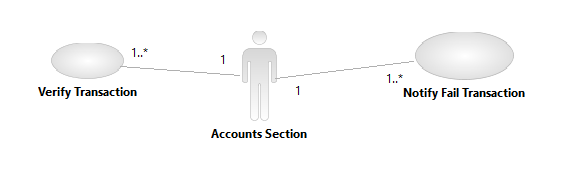 1..*
1
1
1..*
Verify Transaction
Notify Fail Transaction
Accounts Section